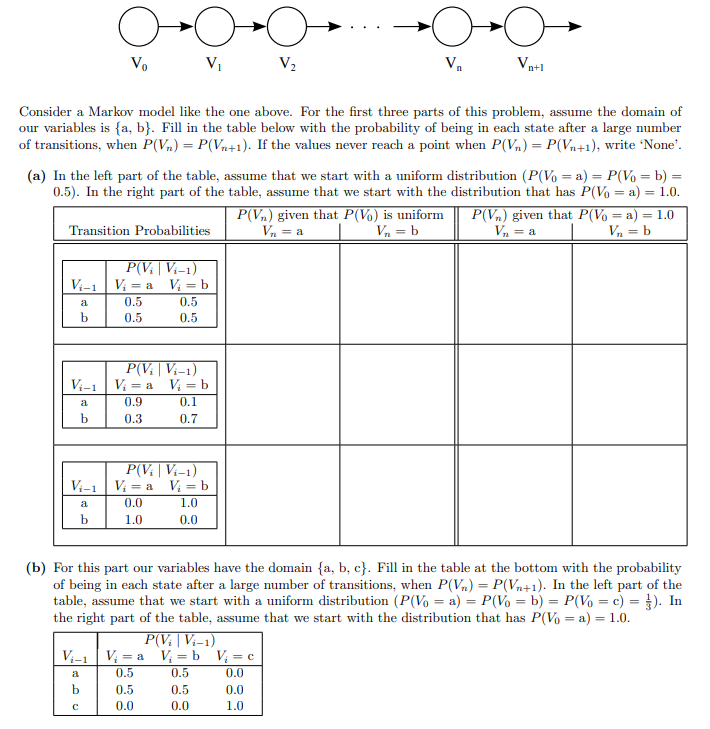 V₀ V₁ V₂ Vₙ Vₙ₊₁
Consider a Markov model like the one above. For the first three parts of this problem, assume the domain of
our variables is {a, b}. Fill in the table below with the probability of being in each state after a large number
of transitions, when P(Vₙ) = P(Vₙ₊₁). If the values never reach a point when P(Vₙ) = P(Vₙ₊₁), write ‘None’.
(a) In the left part of the table, assume that we start with a uniform distribution (P(V₀ = a) = P(V₀ = b) =
0.5). In the right part of the table, assume that we start with the distribution that has P(V₀ = a) = 1.0.
P(Vₙ) given that P(V₀) is uniform P(Vₙ) given that P(V₀ = a) = 1.0
Transition Probabilities Vₙ = a Vₙ = b Vₙ = a Vₙ = b
P(Vᵢ | Vᵢ₋₁)
Vᵢ₋₁ Vᵢ = a Vᵢ = b
a 0.5 0.5
b 0.5 0.5
P(Vᵢ | Vᵢ₋₁)
Vᵢ₋₁ Vᵢ = a Vᵢ = b
a 0.9 0.1
b 0.3 0.7
P(Vᵢ | Vᵢ₋₁)
Vᵢ₋₁ Vᵢ = a Vᵢ = b
a 0.0 1.0
b 1.0 0.0
(b) For this part our variables have the domain {a, b, c}. Fill in the table at the bottom with the probability
of being in each state after a large number of transitions, when P(Vₙ) = P(Vₙ₊₁). In the left part of the
table, assume that we start with a uniform distribution (P(V₀ = a) = P(V₀ = b) = P(V₀ = c) = 1/3). In
the right part of the table, assume that we start with the distribution that has P(V₀ = a) = 1.0.
P(Vᵢ | Vᵢ₋₁)
Vᵢ₋₁ Vᵢ = a Vᵢ = b Vᵢ = c
a 0.5 0.5 0.0
b 0.5 0.5 0.0
c 0.0 0.0 1.0